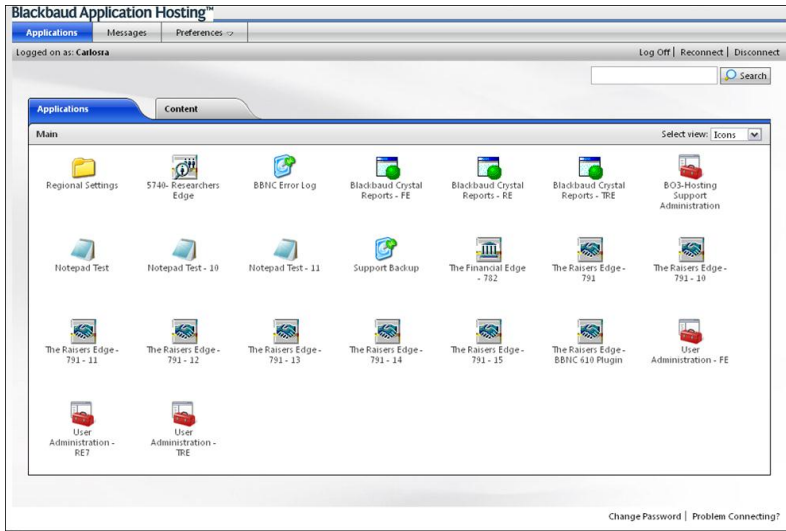 Blackbaud Application Hosting™
Applications Messages Preferences
Logged on as: Carlosra Log Off | Reconnect | Disconnect
Search
Applications Content
Main Select view: Icons
Regional Settings
5740- Researchers
Edge
BBNC Error Log
Blackbaud Crystal
Reports - FE
Blackbaud Crystal
Reports - RE
Blackbaud Crystal
Reports - TRE
BO3-Hosting
Support
Administration
Notepad Test
Notepad Test - 10
Notepad Test - 11
Support Backup
The Financial Edge
- 782
The Raisers Edge -
791
The Raisers Edge -
791 - 10
The Raisers Edge -
791 - 11
The Raisers Edge -
791 - 12
The Raisers Edge -
791 - 13
The Raisers Edge -
791 - 14
The Raisers Edge -
791 - 15
The Raisers Edge -
BBNC 610 Plugin
User
Administration - FE
User
Administration -
RE7
User
Administration -
TRE
Change Password | Problem Connecting?